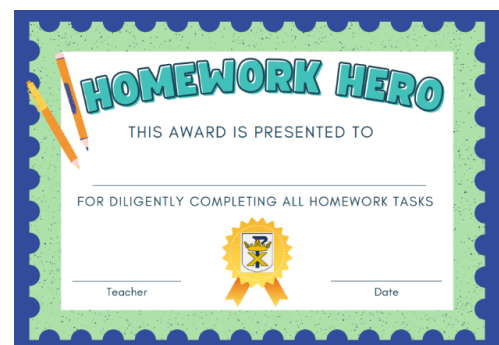 HOMEWORK HERO
THIS AWARD IS PRESENTED TO
FOR DILIGENTLY COMPLETING ALL HOMEWORK TASKS
Teacher
Date